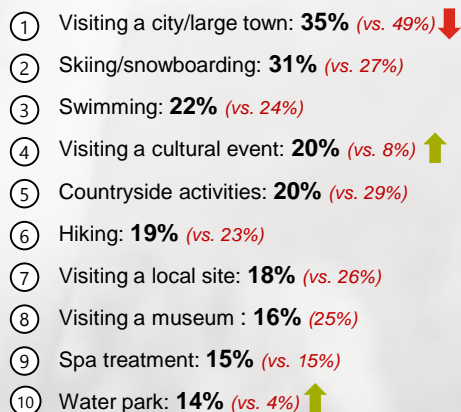 1 Visiting a city/large town: 35% (vs. 49%)
2 Skiing/snowboarding: 31% (vs. 27%)
3 Swimming: 22% (vs. 24%)
4 Visiting a cultural event: 20% (vs. 8%)
5 Countryside activities: 20% (vs. 29%)
6 Hiking: 19% (vs. 23%)
7 Visiting a local site: 18% (vs. 26%)
8 Visiting a museum : 16% (25%)
9 Spa treatment: 15% (vs. 15%)
10 Water park: 14% (vs. 4%)